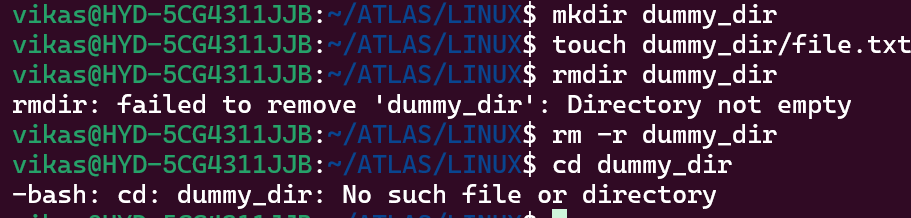 vikas@HYD-5CG4311JJB:~/ATLAS/LINUX$ mkdir dummy_dir
vikas@HYD-5CG4311JJB:~/ATLAS/LINUX$ touch dummy_dir/file.txt
vikas@HYD-5CG4311JJB:~/ATLAS/LINUX$ rmdir dummy_dir
rmdir: failed to remove 'dummy_dir': Directory not empty
vikas@HYD-5CG4311JJB:~/ATLAS/LINUX$ rm -r dummy_dir
vikas@HYD-5CG4311JJB:~/ATLAS/LINUX$ cd dummy_dir
-bash: cd: dummy_dir: No such file or directory